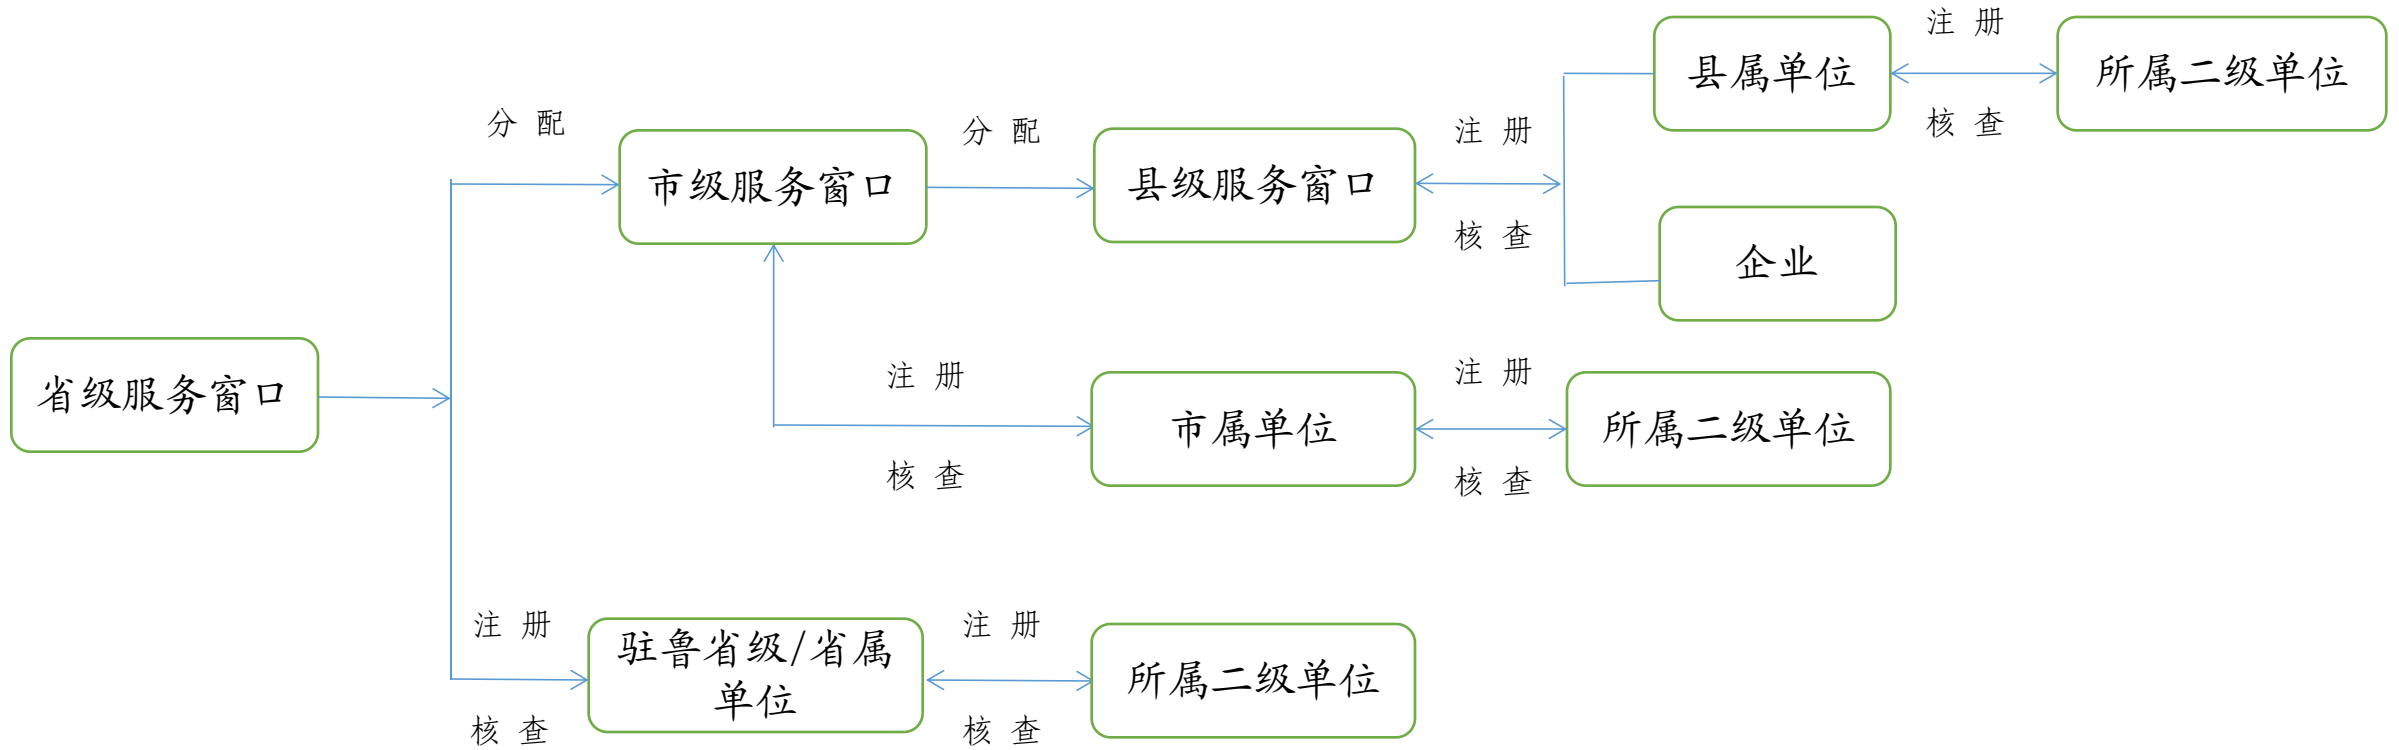 注 册
县属单位
所属二级单位
核 查
分 配
市级服务窗口
分 配
县级服务窗口
注 册
核 查
企业
省级服务窗口
注 册
核 查
市属单位
注 册
核 查
所属二级单位
注 册
核 查
驻鲁省级/省属
单位
注 册
核 查
所属二级单位